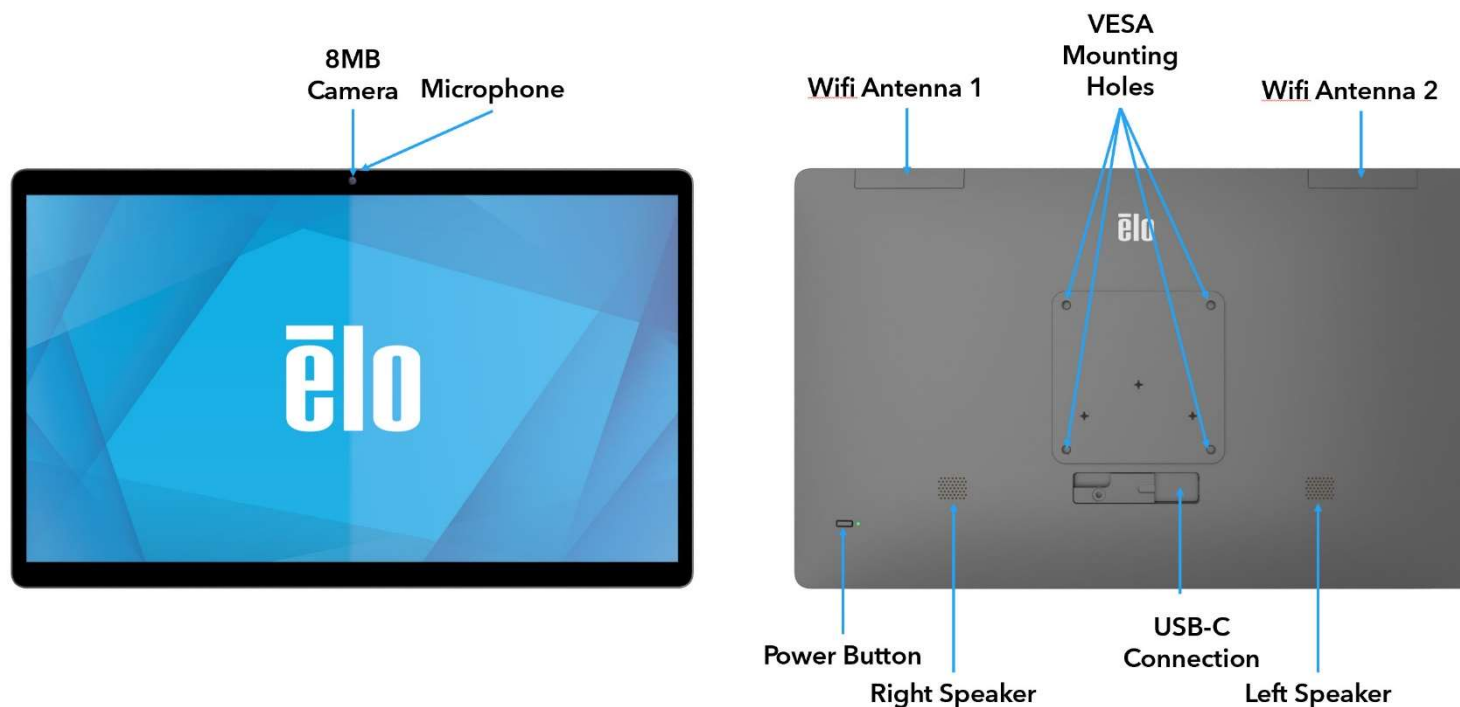 8MB
Camera
Microphone
ēlo
VESA
Mounting
Holes
Wifi Antenna 1
Wifi Antenna 2
ēlo
Power Button
Right Speaker
USB-C
Connection
Left Speaker